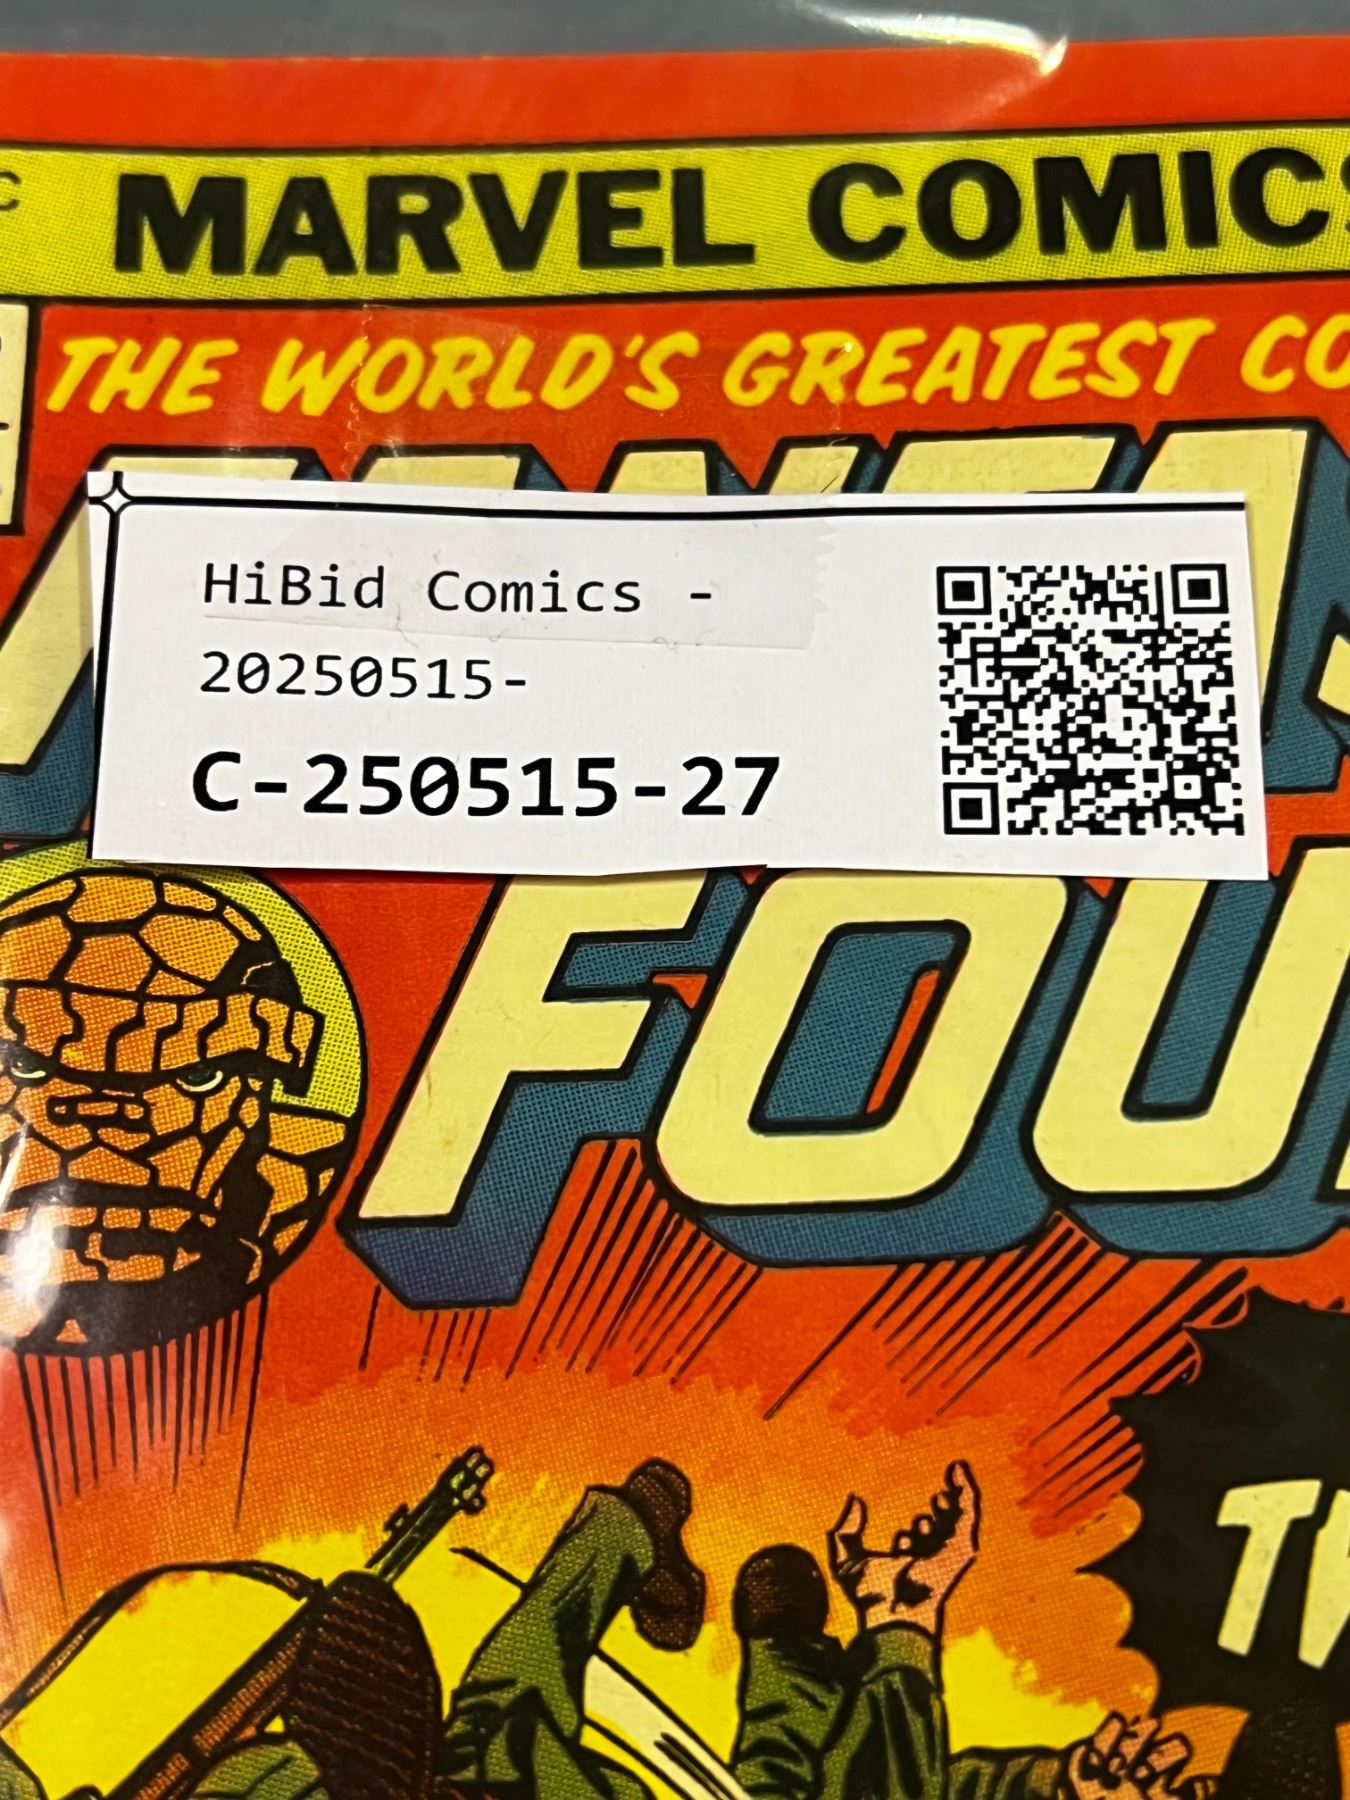 C
MARVEL COMICS
THE WORLD'S GREATEST CO
HiBid Comics -
20250515-
C-250515-27
FOU